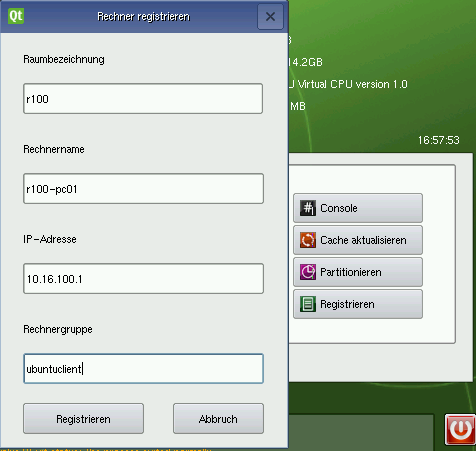 Qt Rechner registrieren
Raumbezeichnung
r100
Rechnername
r100-pc01
IP-Adresse
10.16.100.1
Rechnergruppe
ubuntuclient
Registrieren Abbruch
14.2GB
Virtual CPU version 1.0
MB
16:57:53
Console
Cache aktualisieren
Partitionieren
Registrieren